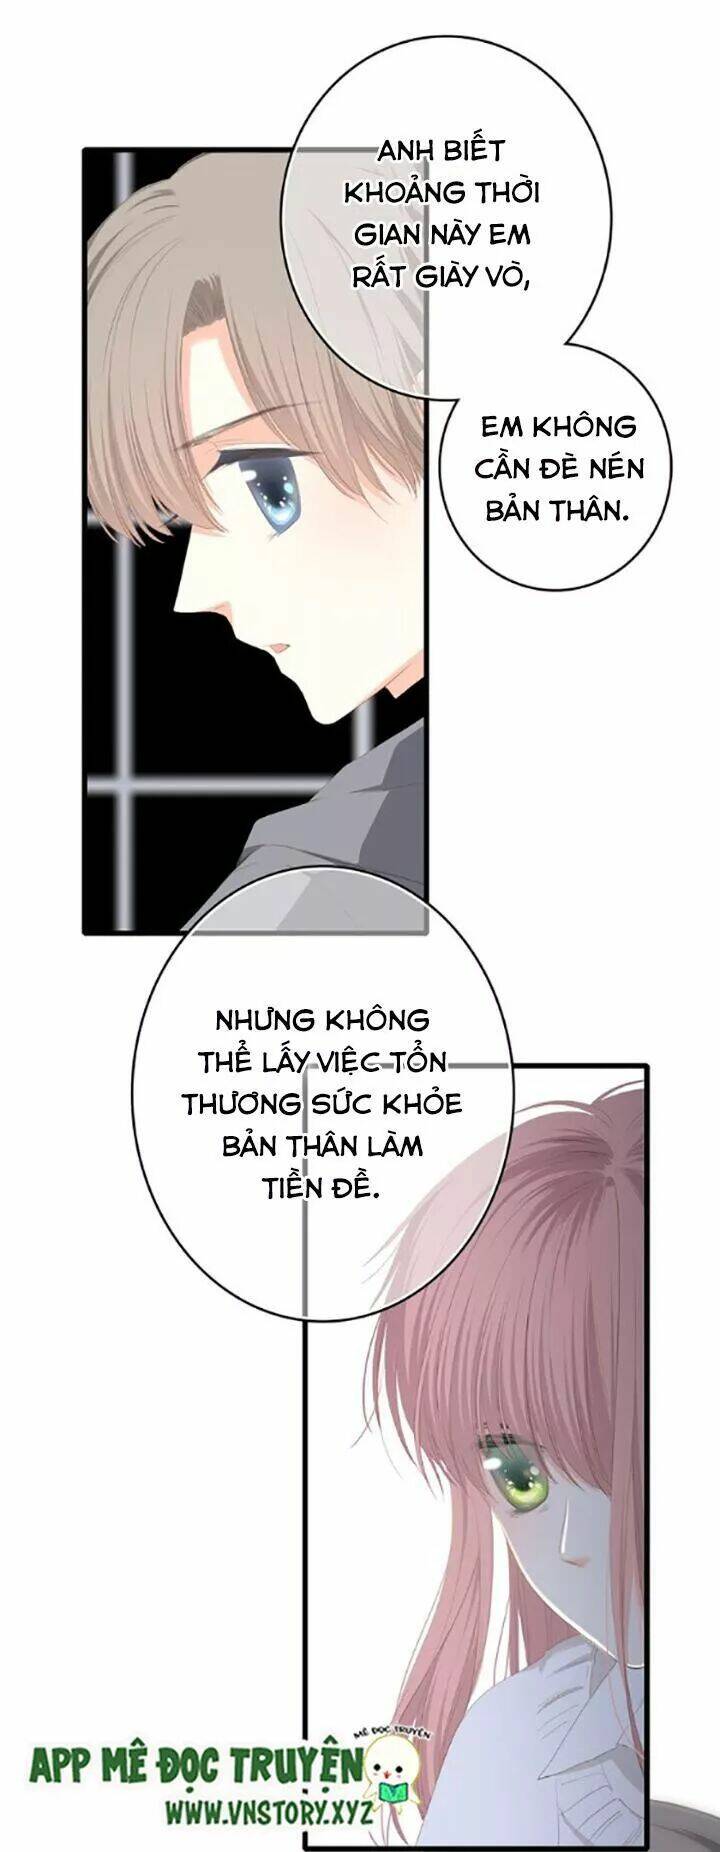 ANH BIẾT
KHOẢNG THỜI
GIAN NÀY EM
RẤT GIÀY VÒ,
EM KHÔNG
CẦN ĐÈ NÉN
BẢN THÂN.
NHƯNG KHÔNG
THỂ LẤY VIỆC TỔN
THƯƠNG SỨC KHỎE
BẢN THÂN LÀM
TIỀN ĐỀ.
MÊ ĐỌC TRUYỆN
APP MÊ ĐỌC TRUYỆN
WWW.VNSTORY.XYZ